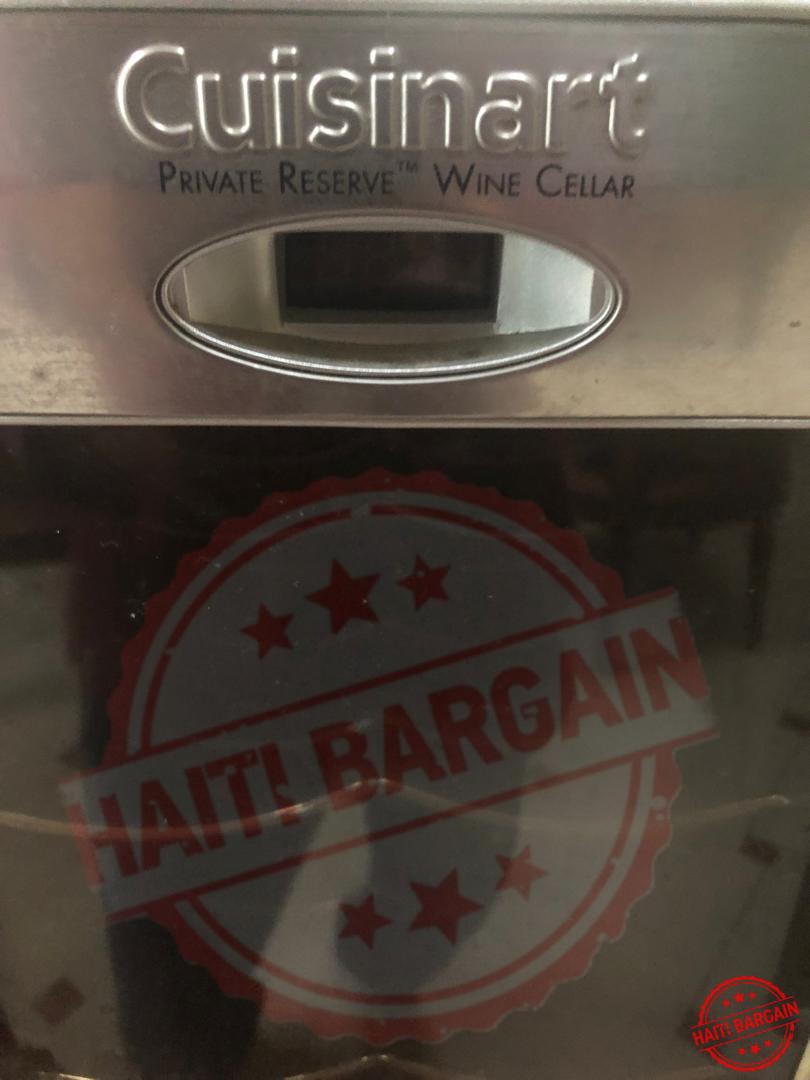 Cuisinart
PRIVATE RESERVE™ WINE CELLAR
HAITI BARGAIN
HAITI BARGAIN